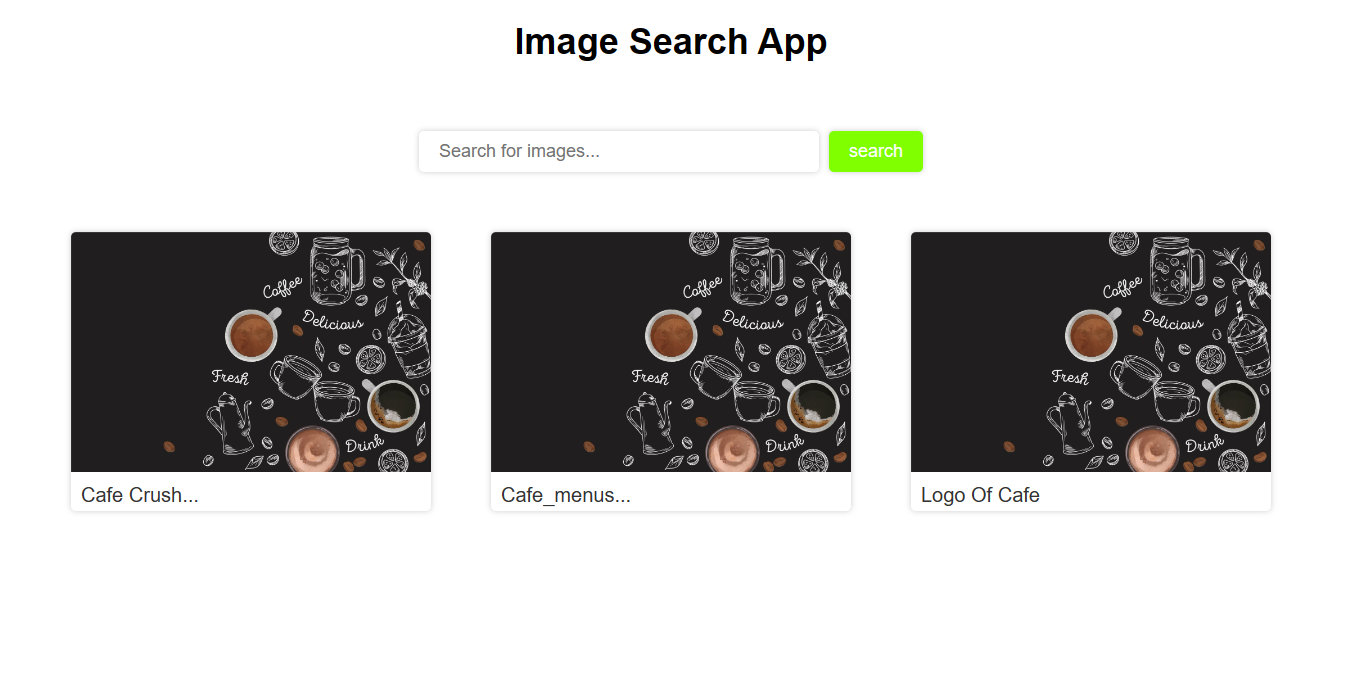 Image Search App
Search for images...
search
Coffee
Delicious
Fresh
Drink
Coffee
Delicious
Fresh
Drink
Coffee
Delicious
Fresh
Drink
Cafe Crush...
Cafe_menus...
Logo Of Cafe